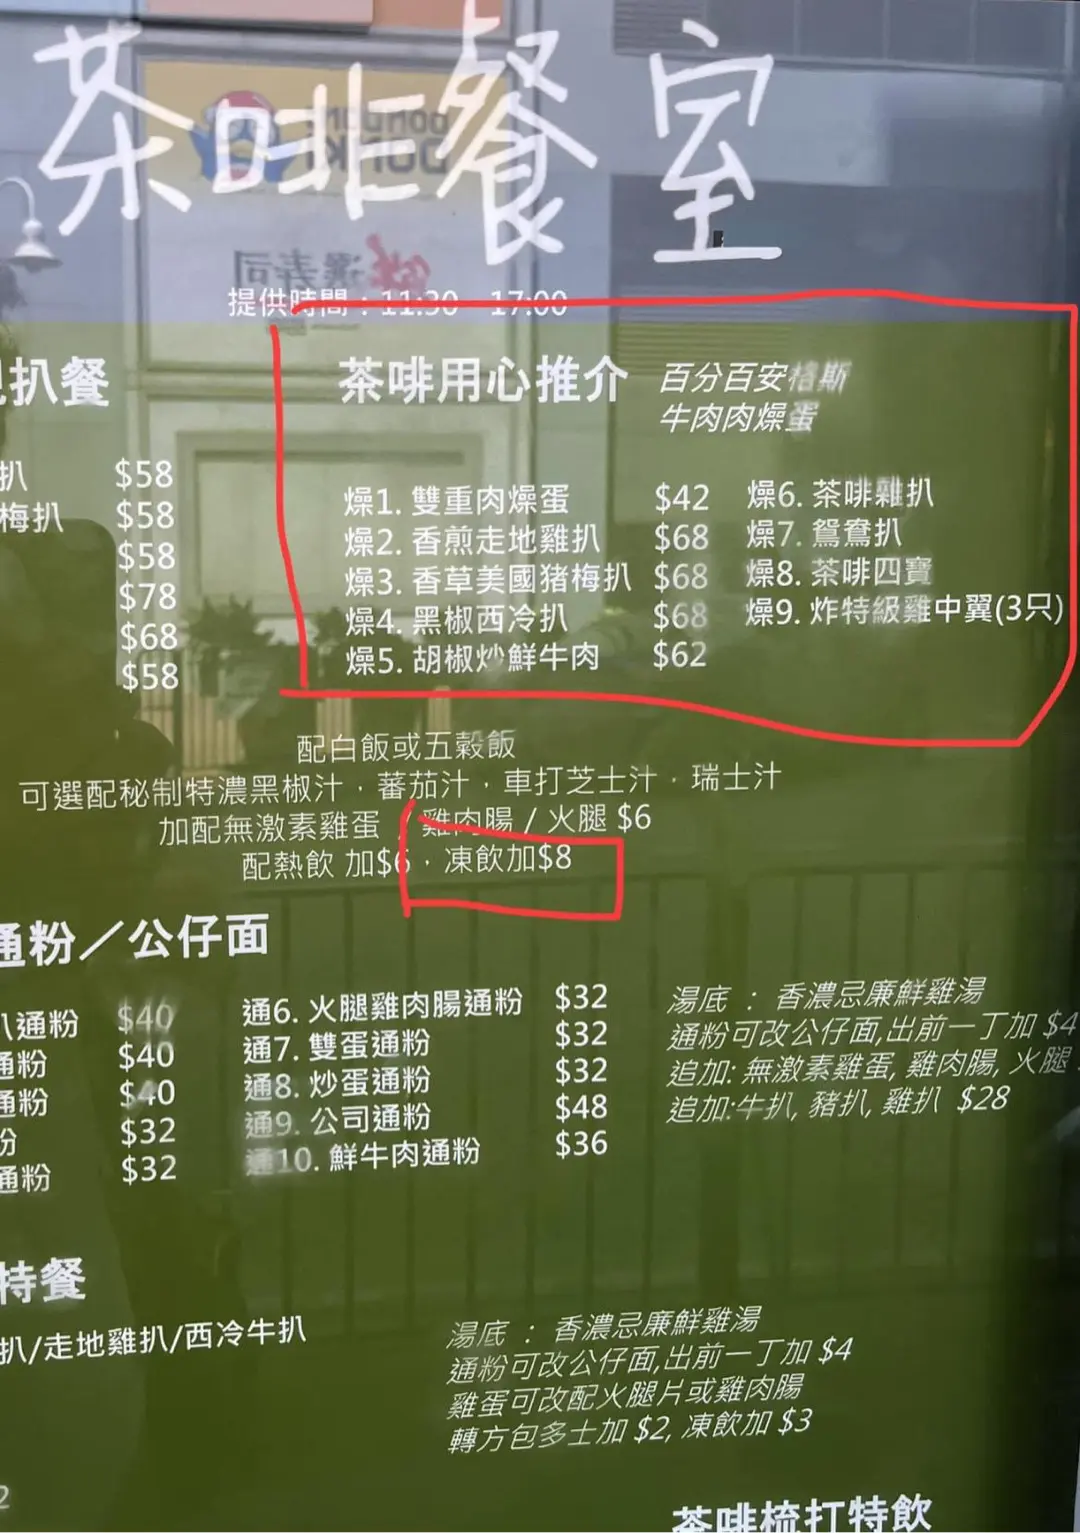 茶啡餐室
提供時間：11:30 - 17:00
扒餐
扒 $58
梅扒 $58
$58
$78
$68
$58
茶啡用心推介
百分百安格斯
牛肉肉燥蛋
燥1. 雙重肉燥蛋 $42
燥2. 香煎走地雞扒 $68
燥3. 香草美國猪梅扒 $68
燥4. 黑椒西冷扒 $68
燥5. 胡椒炒鮮牛肉 $62
燥6. 茶啡雜扒
燥7. 鴛鴦扒
燥8. 茶啡四寶
燥9. 炸特級雞中翼(3只)
配白飯或五穀飯
可選配秘制特濃黑椒汁，蕃茄汁，車打芝士汁，瑞士汁
加配無激素雞蛋 / 雞肉腸 / 火腿 $6
配熱飲 加$6，凍飲加$8
通粉／公仔面
通粉 $40
通粉 $40
通粉 $40
粉 $32
通粉 $32
通6. 火腿雞肉腸通粉 $32
通7. 雙蛋通粉 $32
通8. 炒蛋通粉 $32
通9. 公司通粉 $48
通10. 鮮牛肉通粉 $36
湯底 ： 香濃忌廉鮮雞湯
通粉可改公仔面,出前一丁加 $4
追加: 無激素雞蛋, 雞肉腸, 火腿
追加:牛扒, 豬扒, 雞扒 $28
特餐
扒/走地雞扒/西冷牛扒
湯底 ： 香濃忌廉鮮雞湯
通粉可改公仔面,出前一丁加 $4
雞蛋可改配火腿片或雞肉腸
轉方包多士加 $2, 凍飲加 $3
2
茶啡梳打特飲